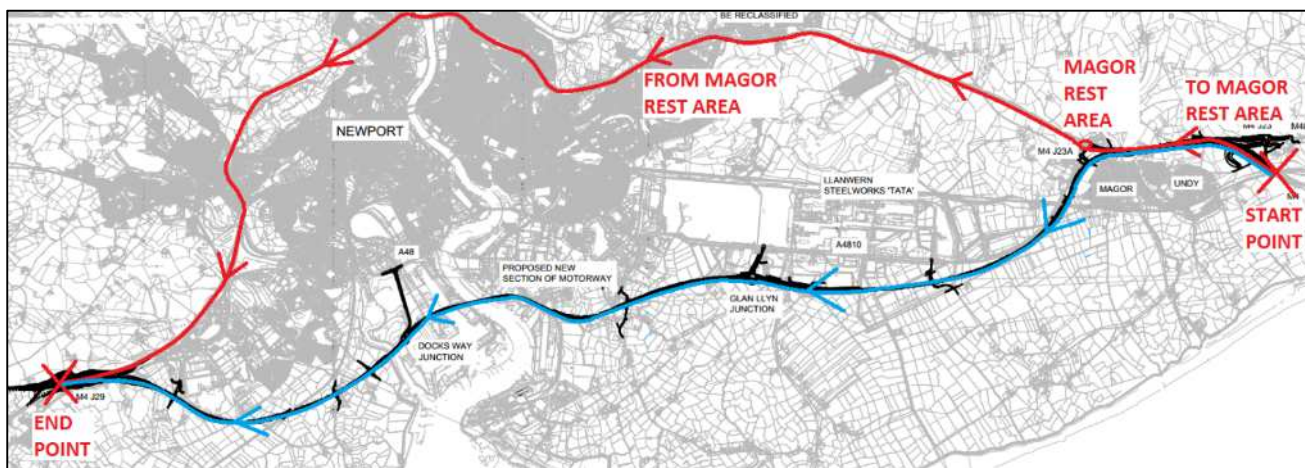 BE RECLASSIFIED
FROM MAGOR
REST AREA
MAGOR
REST
AREA
TO MAGOR
REST AREA
M4 J23
NEWPORT
M4 J23A
LLANWERN
STEELWORKS 'TATA'
MAGOR
UNDY
START
POINT
A48
A4810
PROPOSED NEW
SECTION OF MOTORWAY
GLAN LLYN
JUNCTION
DOCKS WAY
JUNCTION
M4 J29
END
POINT